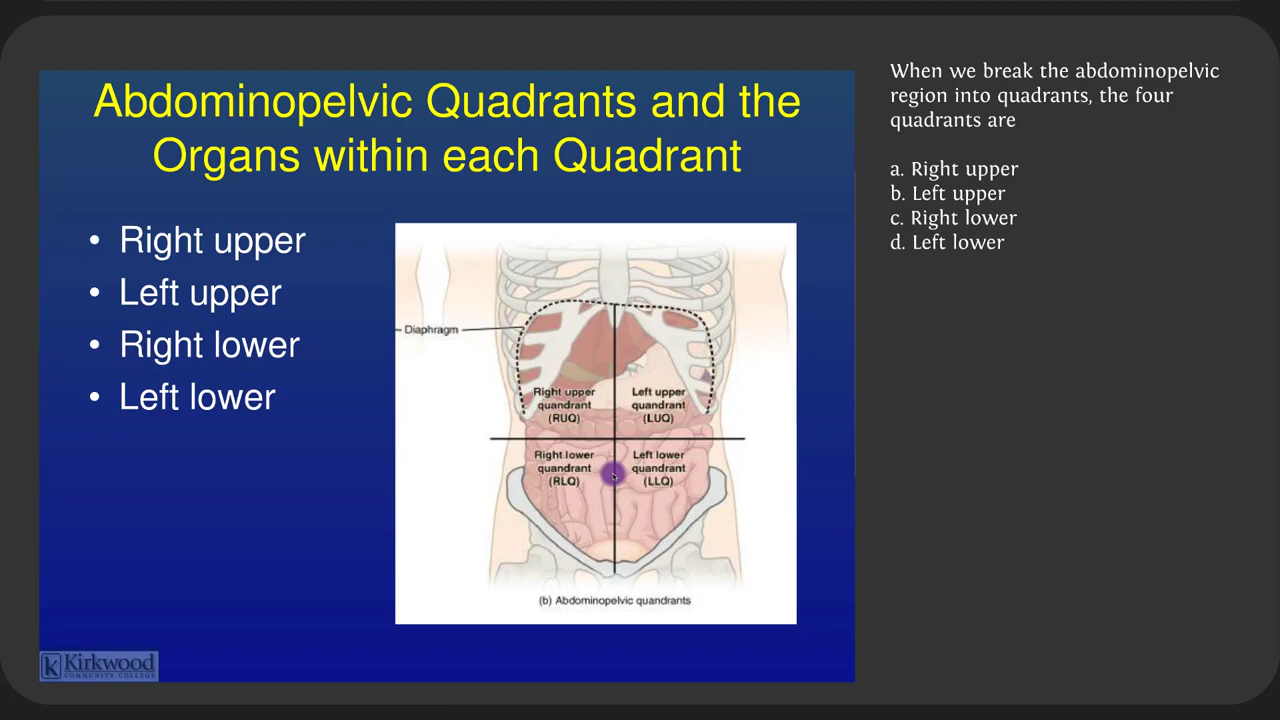 Abdominopelvic Quadrants and the
Organs within each Quadrant
• Right upper
• Left upper
• Right lower
• Left lower
Diaphragm
Right upper
quandrant
(RUQ)
Left upper
quandrant
(LUQ)
Right lower
quandrant
(RLQ)
Left lower
quandrant
(LLQ)
(b) Abdominopelvic quandrants
K Kirkwood
COMMUNITY COLLEGE
When we break the abdominopelvic
region into quadrants, the four
quadrants are
a. Right upper
b. Left upper
c. Right lower
d. Left lower